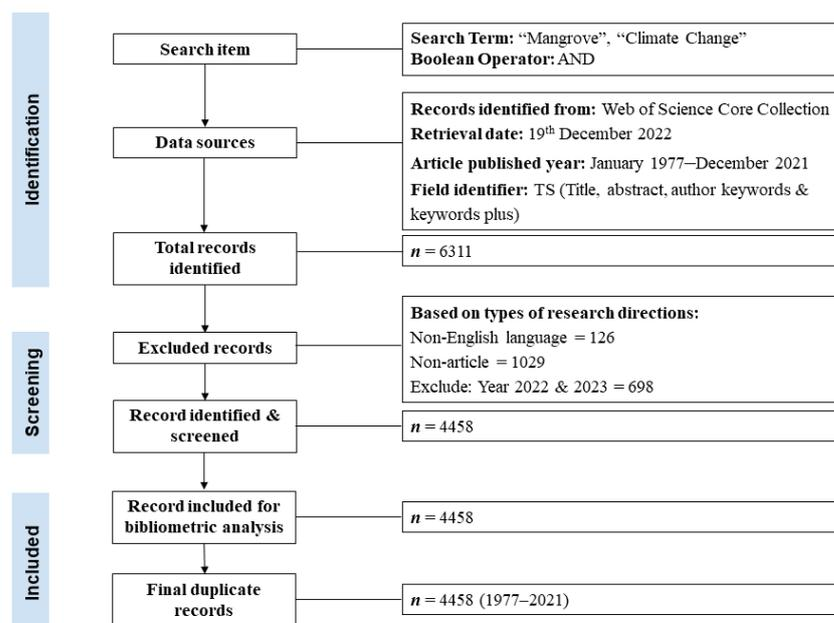 Identification
Search item
Search Term: “Mangrove”, “Climate Change”
Boolean Operator: AND
Data sources
Records identified from: Web of Science Core Collection
Retrieval date: 19th December 2022
Article published year: January 1977–December 2021
Field identifier: TS (Title, abstract, author keywords &
keywords plus)
Total records
identified
n = 6311
Screening
Excluded records
Based on types of research directions:
Non-English language = 126
Non-article = 1029
Exclude: Year 2022 & 2023 = 698
Record identified &
screened
n = 4458
Included
Record included for
bibliometric analysis
n = 4458
Final duplicate
records
n = 4458 (1977–2021)